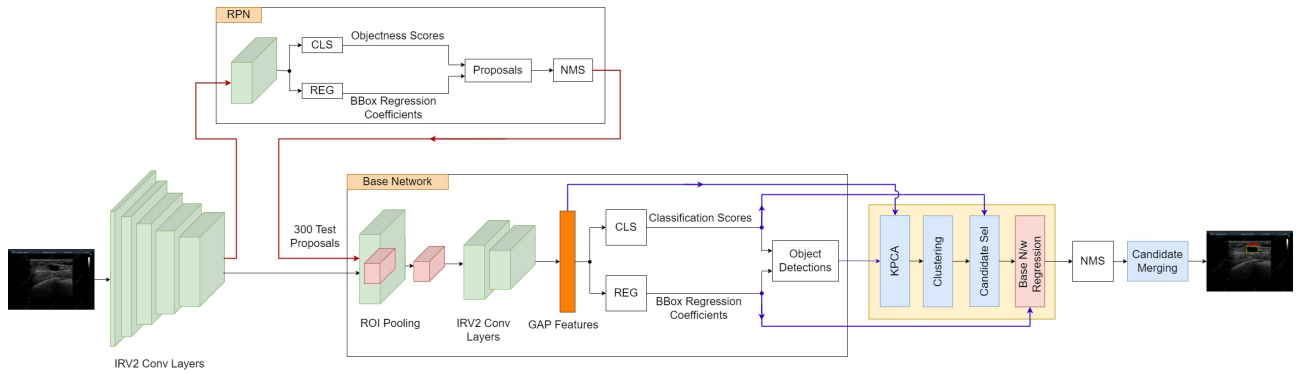 RPN
CLS
Objectness Scores
Proposals
NMS
REG
BBox Regression
Coefficients
Base Network
300 Test
Proposals
CLS
Classification Scores
Object
Detections
REG
BBox Regression
Coefficients
ROI Pooling
IRV2 Conv
Layers
GAP Features
IRV2 Conv Layers
KPCA
Clustering
Candidate Sel
Base N/w
Regression
NMS
Candidate
Merging